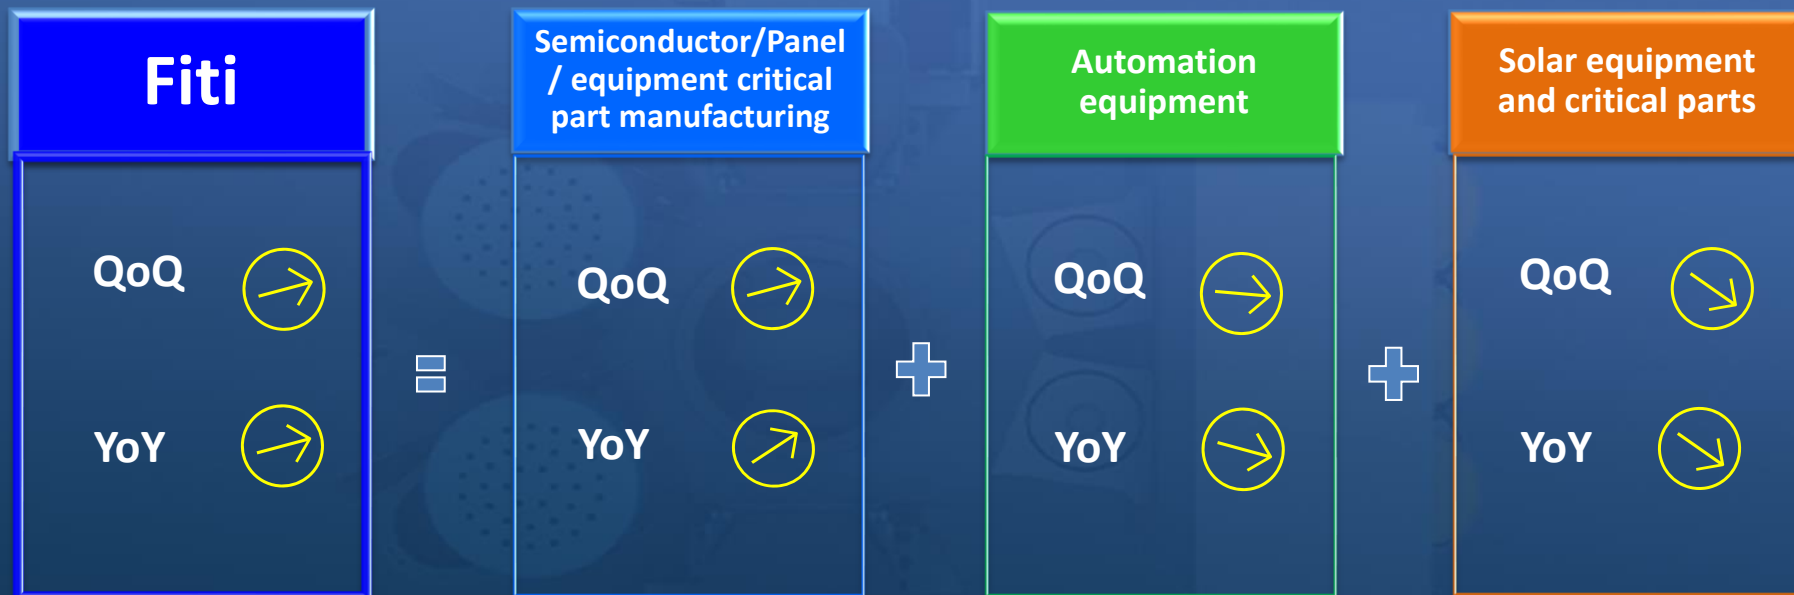 Fiti
QoQ
YoY
Semiconductor/Panel
/ equipment critical
part manufacturing
QoQ
YoY
Automation
equipment
QoQ
YoY
Solar equipment
and critical parts
QoQ
YoY